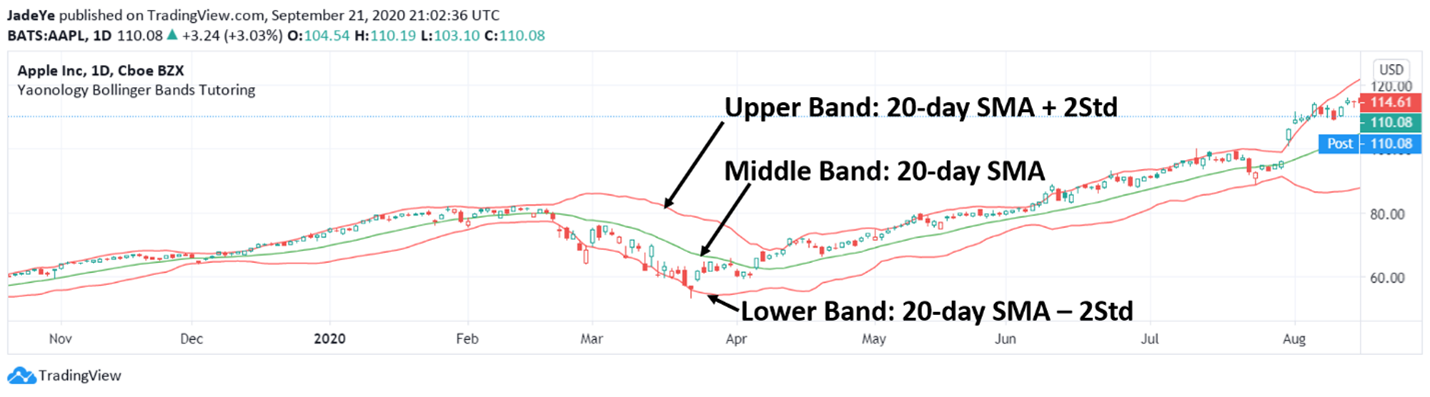 JadeYe published on TradingView.com, September 21, 2020 21:02:36 UTC
BATS:AAPL, 1D 110.08 ▲ +3.24 (+3.03%) O:104.54 H:110.19 L:103.10 C:110.08
Apple Inc, 1D, Cboe BZX
Yaonology Bollinger Bands Tutoring
USD
120.00
114.61
110.08
Post 110.08
80.00
60.00
Upper Band: 20-day SMA + 2Std
Middle Band: 20-day SMA
Lower Band: 20-day SMA – 2Std
Nov Dec 2020 Feb Mar Apr May Jun Jul Aug
TradingView